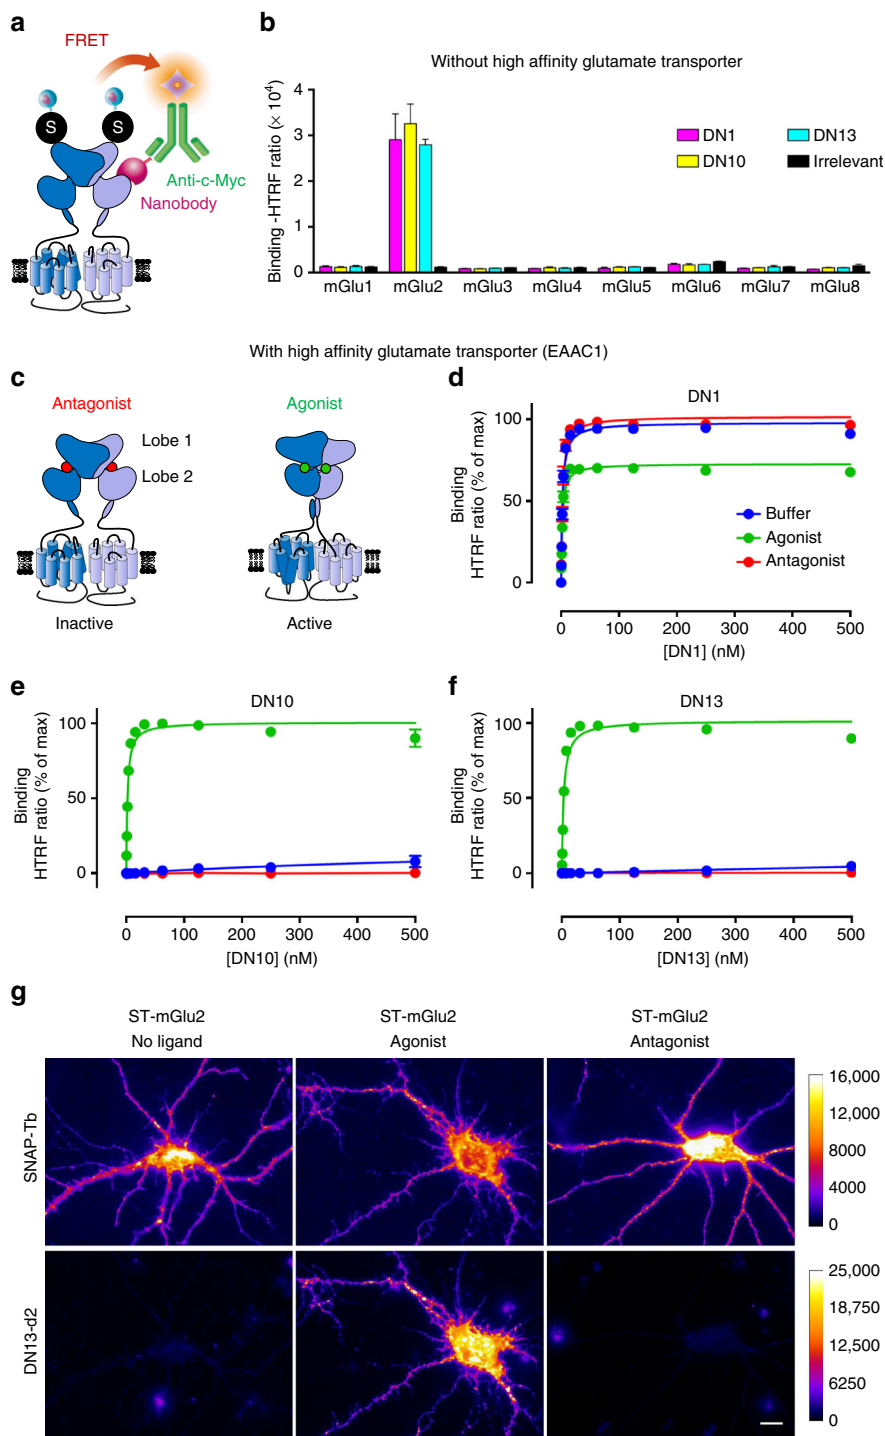 a
FRET
S
S
Anti-c-Myc
Nanobody
b
Without high affinity glutamate transporter
Binding -HTRF ratio (× 10⁴)
4
3
2
1
0
DN1
DN10
DN13
Irrelevant
mGlu1 mGlu2 mGlu3 mGlu4 mGlu5 mGlu6 mGlu7 mGlu8
With high affinity glutamate transporter (EAAC1)
c
Antagonist
Agonist
Lobe 1
Lobe 2
Inactive
Active
d
DN1
Binding
HTRF ratio (% of max)
100
50
0
Buffer
Agonist
Antagonist
0 100 200 300 400 500
[DN1] (nM)
e
DN10
Binding
HTRF ratio (% of max)
100
50
0
0 100 200 300 400 500
[DN10] (nM)
f
DN13
Binding
HTRF ratio (% of max)
100
50
0
0 100 200 300 400 500
[DN13] (nM)
g
ST-mGlu2
No ligand
ST-mGlu2
Agonist
ST-mGlu2
Antagonist
SNAP-Tb
16,000
12,000
8000
4000
0
DN13-d2
25,000
18,750
12,500
6250
0